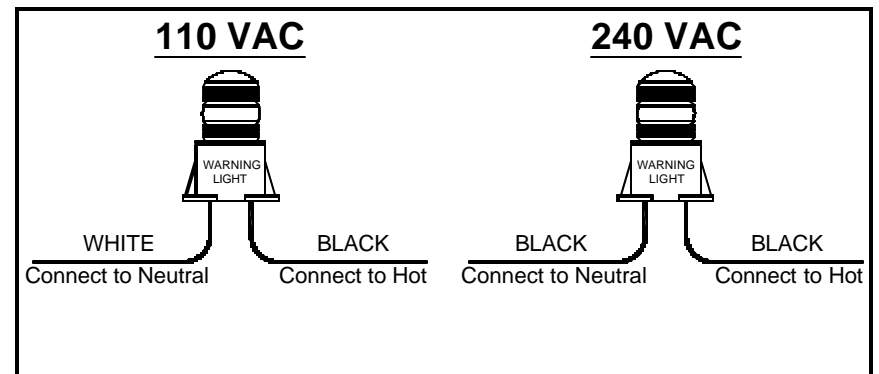 110 VAC
240 VAC
WARNING
LIGHT
WARNING
LIGHT
WHITE
BLACK
BLACK
BLACK
Connect to Neutral
Connect to Hot
Connect to Neutral
Connect to Hot